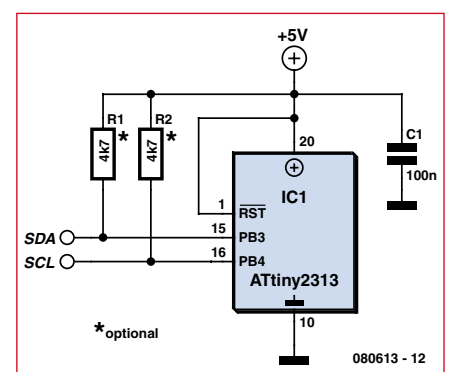 +5V
R1
R2
4k7
*
4k7
*
C1
100n
20
IC1
1
RST
SDA
15
PB3
SCL
16
PB4
ATtiny2313
10
*optional
080613 - 12